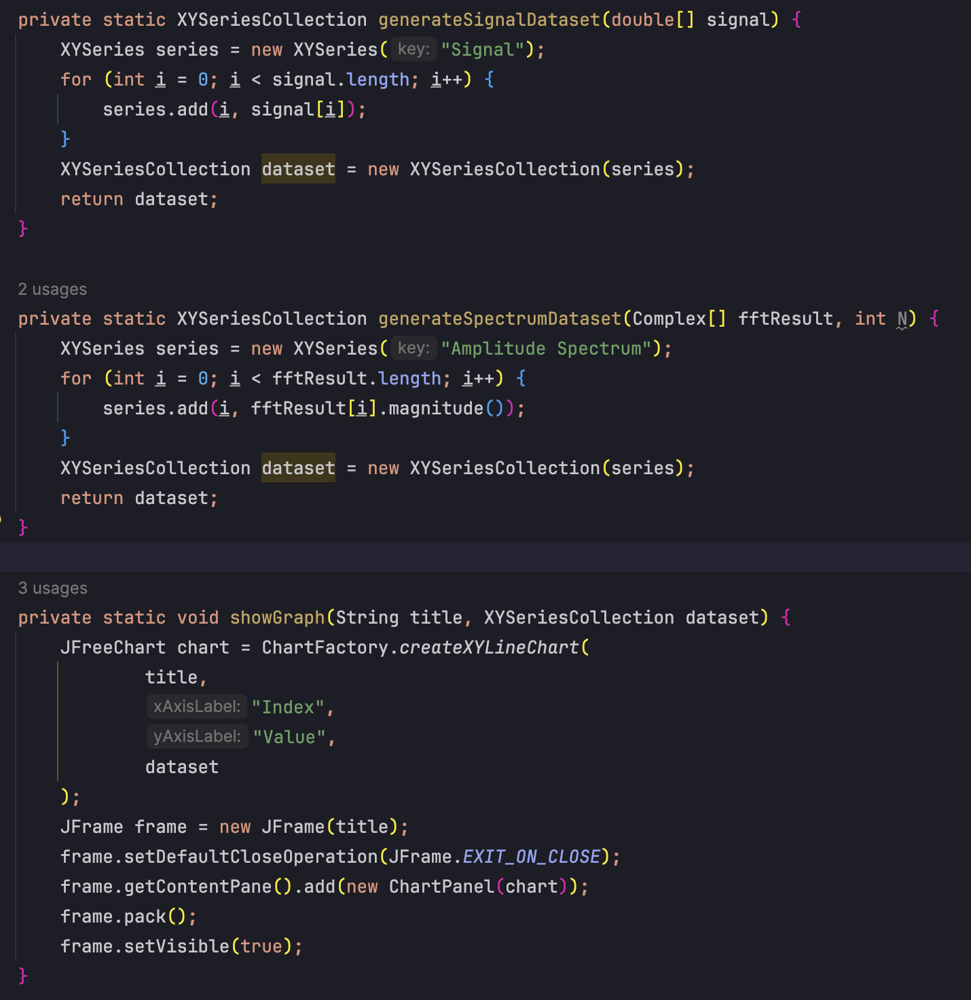 private static XYSeriesCollection generateSignalDataset(double[] signal) {
    XYSeries series = new XYSeries( key: "Signal");
    for (int i = 0; i < signal.length; i++) {
        series.add(i, signal[i]);
    }
    XYSeriesCollection dataset = new XYSeriesCollection(series);
    return dataset;
}
2 usages
private static XYSeriesCollection generateSpectrumDataset(Complex[] fftResult, int N) {
    XYSeries series = new XYSeries( key: "Amplitude Spectrum");
    for (int i = 0; i < fftResult.length; i++) {
        series.add(i, fftResult[i].magnitude());
    }
    XYSeriesCollection dataset = new XYSeriesCollection(series);
    return dataset;
}
3 usages
private static void showGraph(String title, XYSeriesCollection dataset) {
    JFreeChart chart = ChartFactory.createXYLineChart(
            title,
            xAxisLabel: "Index",
            yAxisLabel: "Value",
            dataset
    );
    JFrame frame = new JFrame(title);
    frame.setDefaultCloseOperation(JFrame.EXIT_ON_CLOSE);
    frame.getContentPane().add(new ChartPanel(chart));
    frame.pack();
    frame.setVisible(true);
}